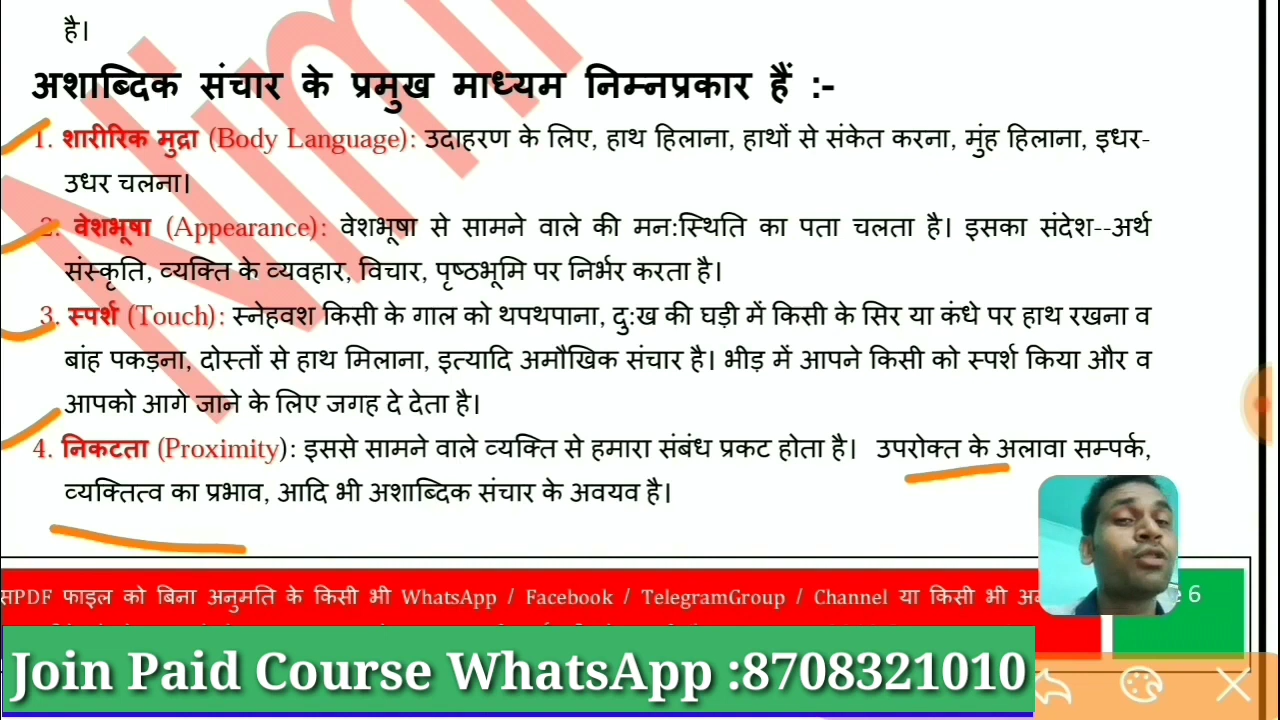 है।
अशाब्दिक संचार के प्रमुख माध्यम निम्नप्रकार हैं :-
1. शारीरिक मुद्रा (Body Language): उदाहरण के लिए, हाथ हिलाना, हाथों से संकेत करना, मुंह हिलाना, इधर-
उधर चलना।
2. वेशभूषा (Appearance): वेशभूषा से सामने वाले की मन:स्थिति का पता चलता है। इसका संदेश--अर्थ
संस्कृति, व्यक्ति के व्यवहार, विचार, पृष्ठभूमि पर निर्भर करता है।
3. स्पर्श (Touch): स्नेहवश किसी के गाल को थपथपाना, दु:ख की घड़ी में किसी के सिर या कंधे पर हाथ रखना व
बांह पकड़ना, दोस्तों से हाथ मिलाना, इत्यादि अमौखिक संचार है। भीड़ में आपने किसी को स्पर्श किया और व
आपको आगे जाने के लिए जगह दे देता है।
4. निकटता (Proximity): इससे सामने वाले व्यक्ति से हमारा संबंध प्रकट होता है। उपरोक्त के अलावा सम्पर्क,
व्यक्तित्व का प्रभाव, आदि भी अशाब्दिक संचार के अवयव है।
PDF फाइल को बिना अनुमति के किसी भी WhatsApp / Facebook / TelegramGroup / Channel या किसी भी
6
Join Paid Course WhatsApp :8708321010